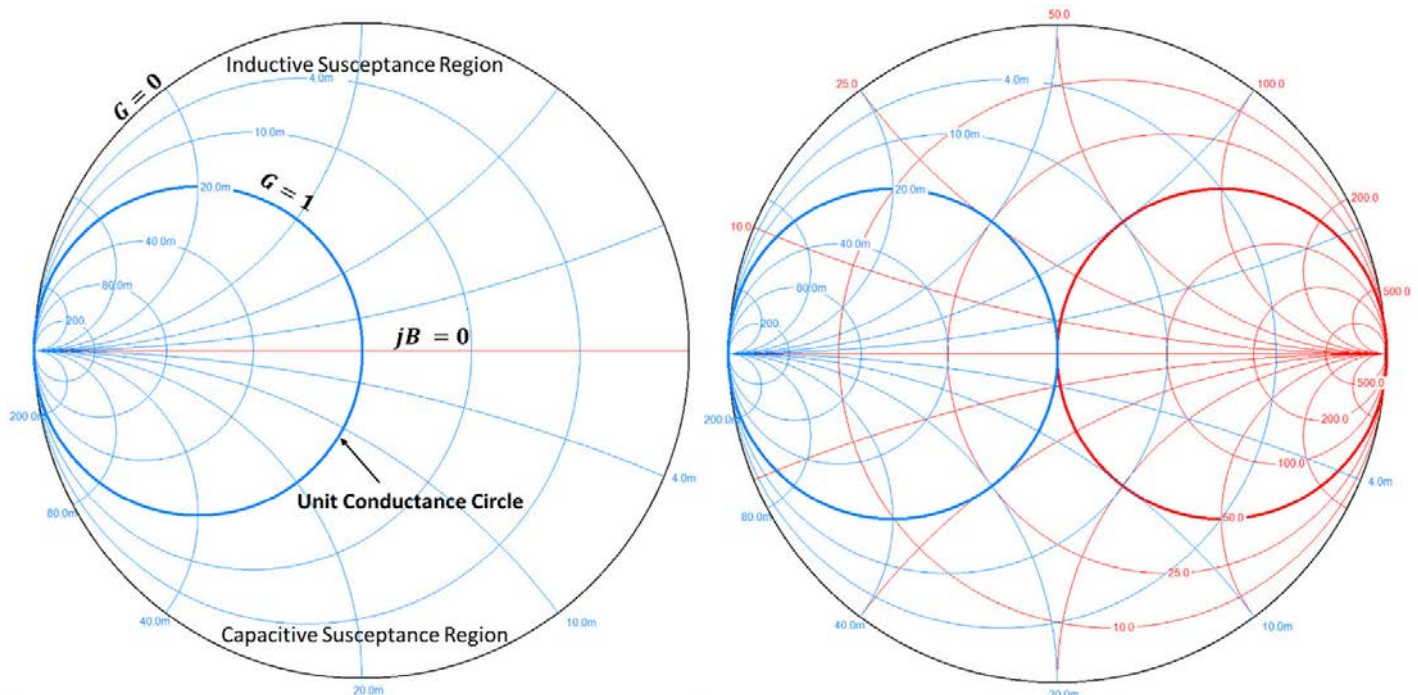 Inductive Susceptance Region
4.0m
G = 0
10.0m
20.0m
G = 1
40.0m
80.0m
200
jB = 0
200.0m
4.0m
Unit Conductance Circle
80.0m
40.0m
10.0m
Capacitive Susceptance Region
20.0m
50.0
25.0
4.0m
100.0
10.0m
20.0m
200.0
10.0
40.0m
80.0m
500.0
200
500.0
200.0m
200.0
100.0
4.0m
80.0m
50.0
25.0
40.0m
10.0
10.0m
20.0m